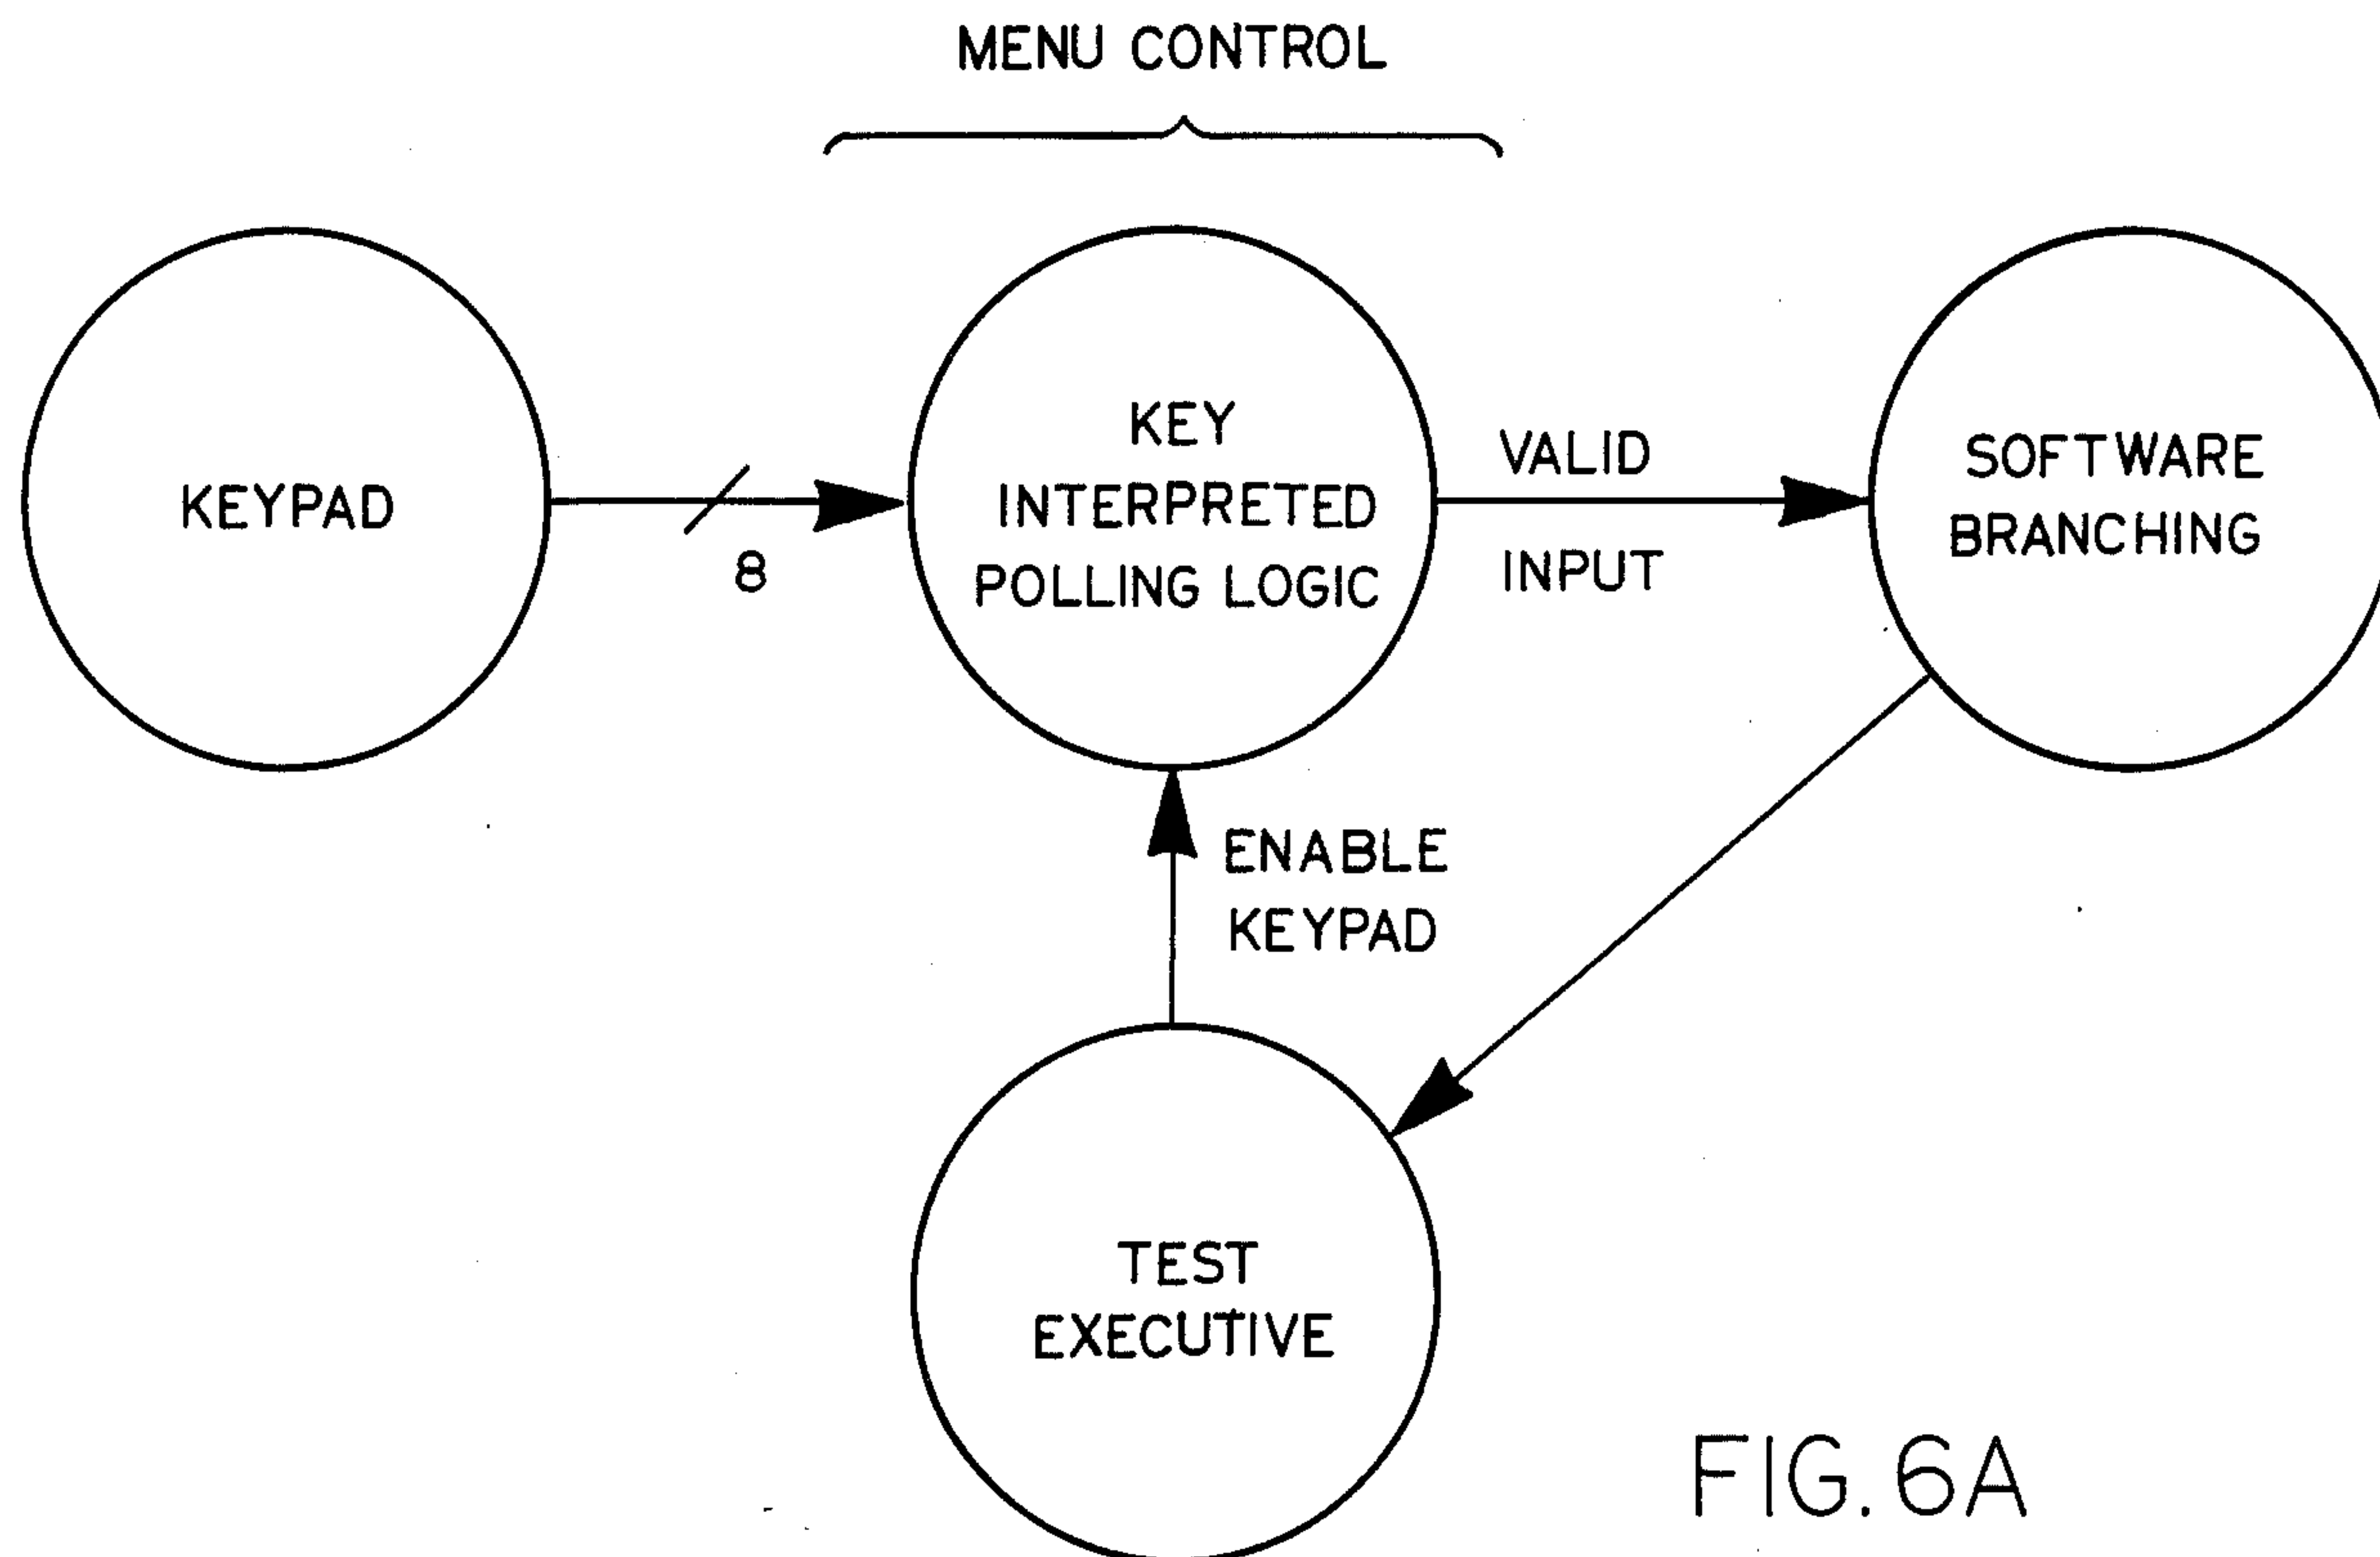 MENU CONTROL
KEYPAD
8
KEY
INTERPRETED
POLLING LOGIC
VALID
INPUT
SOFTWARE
BRANCHING
ENABLE
KEYPAD
TEST
EXECUTIVE
FIG. 6A